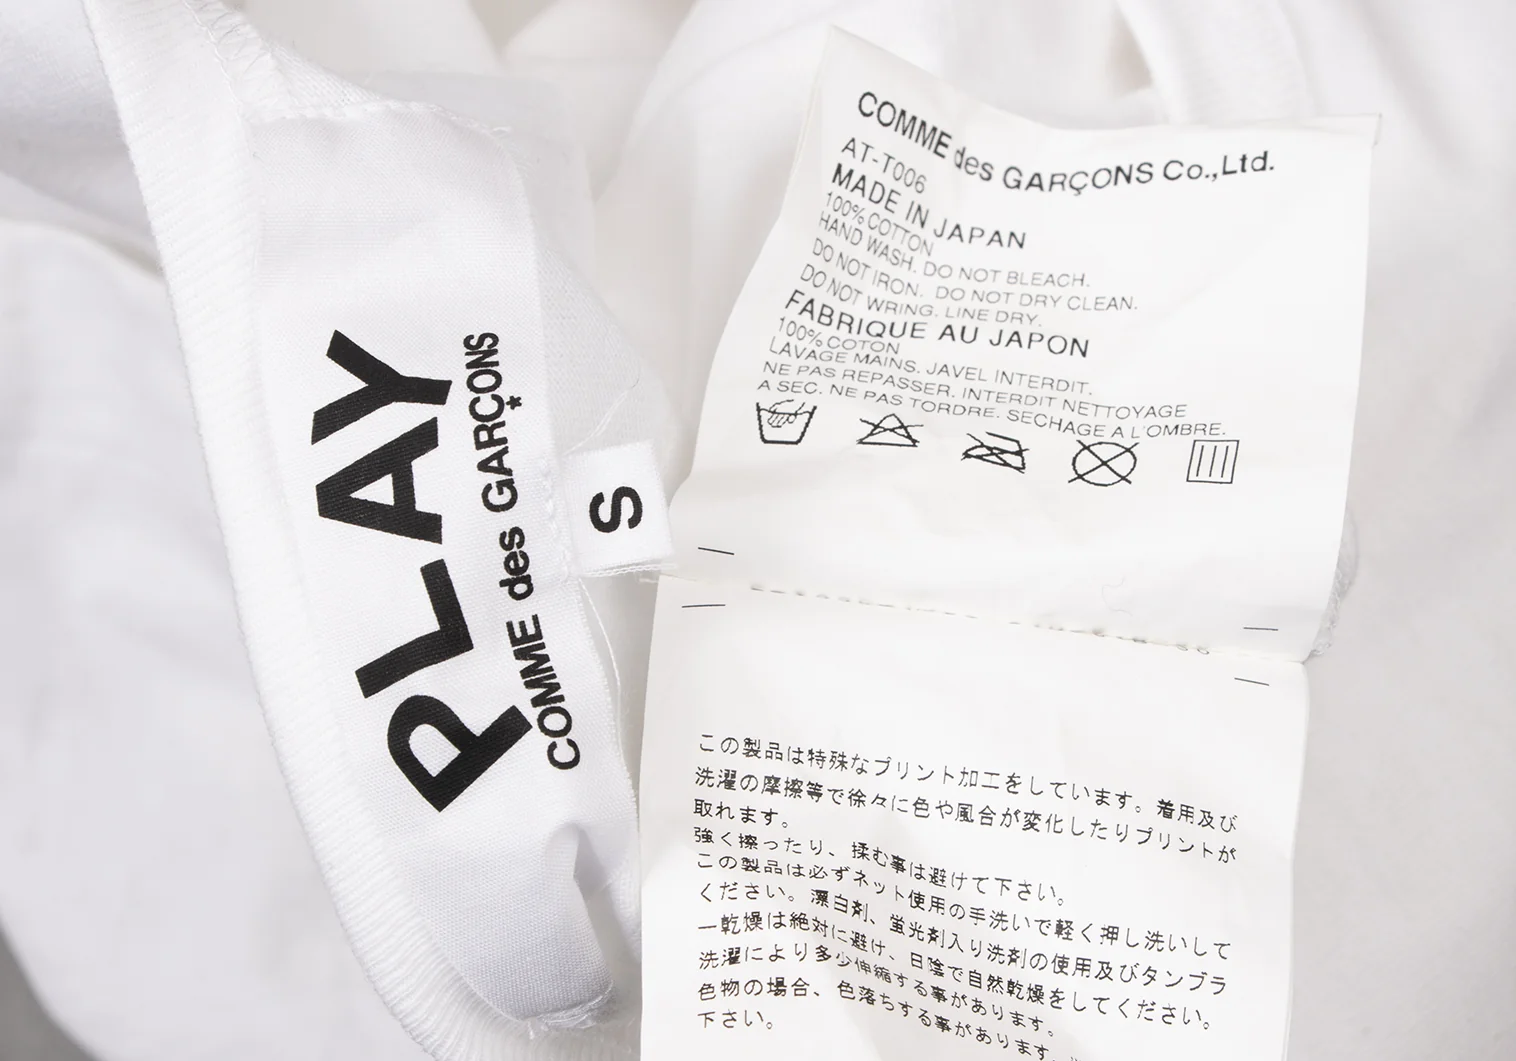 PLAY
COMME des GARÇONS
S
COMME des GARÇONS Co.,Ltd.
AT-T006
MADE IN JAPAN
100% COTTON
HAND WASH. DO NOT BLEACH.
DO NOT IRON. DO NOT DRY CLEAN.
DO NOT WRING. LINE DRY.
FABRIQUE AU JAPON
100% COTON
LAVAGE MAINS. JAVEL INTERDIT.
NE PAS REPASSER. INTERDIT NETTOYAGE
A SEC. NE PAS TORDRE. SECHAGE A L'OMBRE.
この製品は特殊なプリント加工をしています。着用及び
洗濯の摩擦等で徐々に色や風合が変化したりプリントが
取れます。
強く擦ったり、揉む事は避けて下さい。
この製品は必ずネット使用の手洗いで軽く押し洗いして
ください。漂白剤、蛍光剤入り洗剤の使用及びタンブラ
ー乾燥は絶対に避け、日陰で自然乾燥をしてください。
洗濯により多少伸縮する事があります。
色物の場合、色落ちする事があります。
下さい。